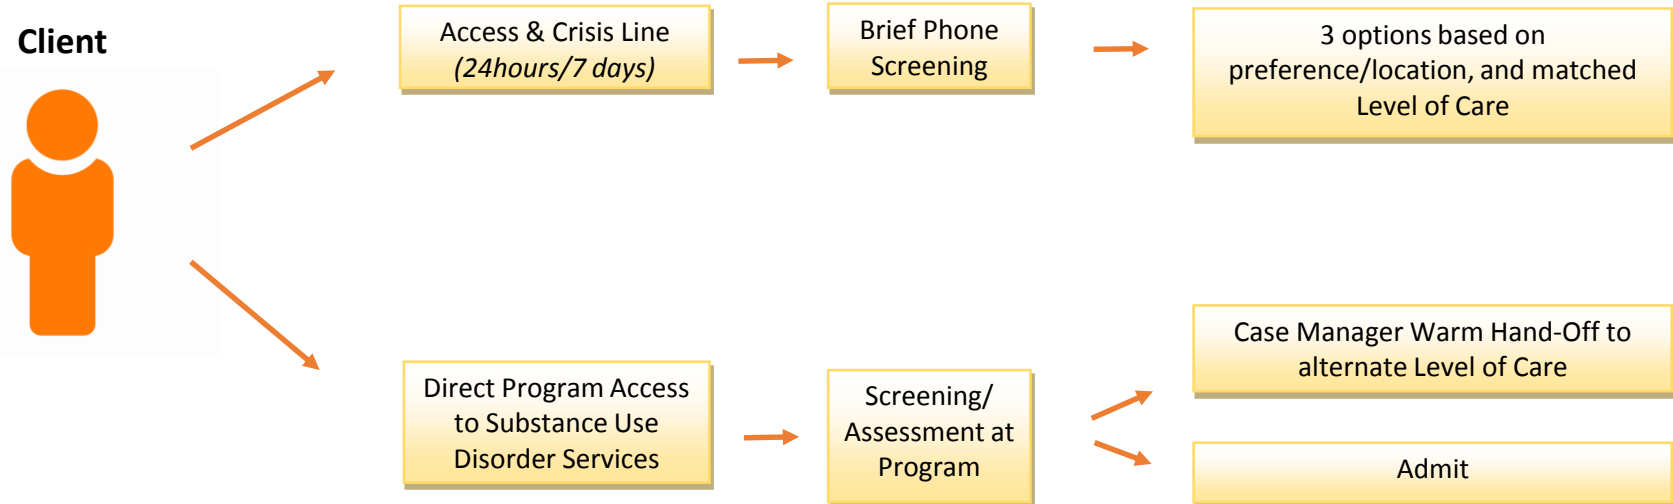 Client
Access & Crisis Line
(24hours/7 days)
Brief Phone
Screening
3 options based on
preference/location, and matched
Level of Care
Direct Program Access
to Substance Use
Disorder Services
Screening/
Assessment at
Program
Case Manager Warm Hand-Off to
alternate Level of Care
Admit